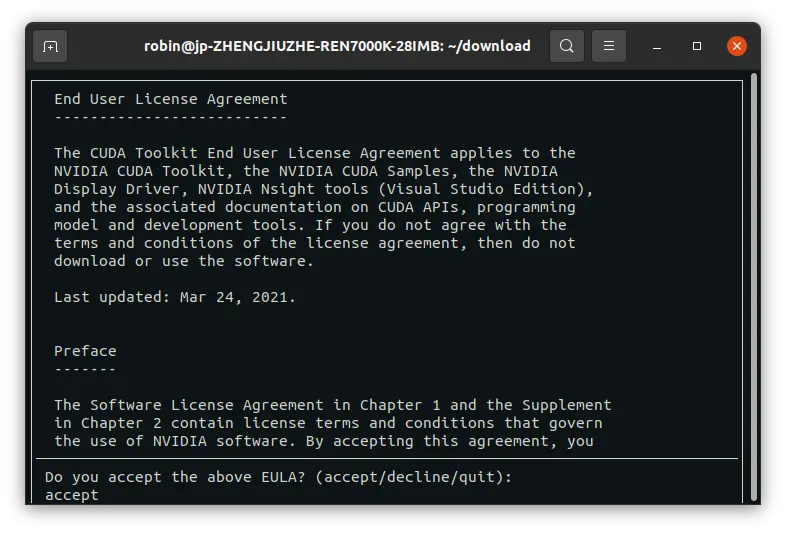 robin@jp-ZHENGJIUZHE-REN7000K-28IMB: ~/download
End User License Agreement
--------------------------
The CUDA Toolkit End User License Agreement applies to the
NVIDIA CUDA Toolkit, the NVIDIA CUDA Samples, the NVIDIA
Display Driver, NVIDIA Nsight tools (Visual Studio Edition),
and the associated documentation on CUDA APIs, programming
model and development tools. If you do not agree with the
terms and conditions of the license agreement, then do not
download or use the software.
Last updated: Mar 24, 2021.
Preface
-------
The Software License Agreement in Chapter 1 and the Supplement
in Chapter 2 contain license terms and conditions that govern
the use of NVIDIA software. By accepting this agreement, you
Do you accept the above EULA? (accept/decline/quit):
accept